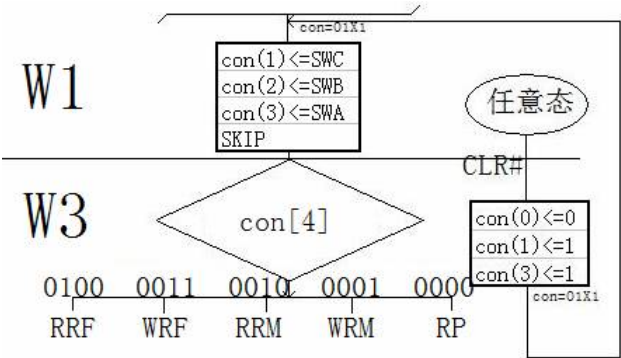 con=01X1
W1
con(1)<=SWC
con(2)<=SWB
con(3)<=SWA
SKIP
任意态
CLR#
W3
con[4]
con(0)<=0
con(1)<=1
con(3)<=1
con=01X1
0100 0011 0010 0001 0000
RRF WRF RRM WRM RP